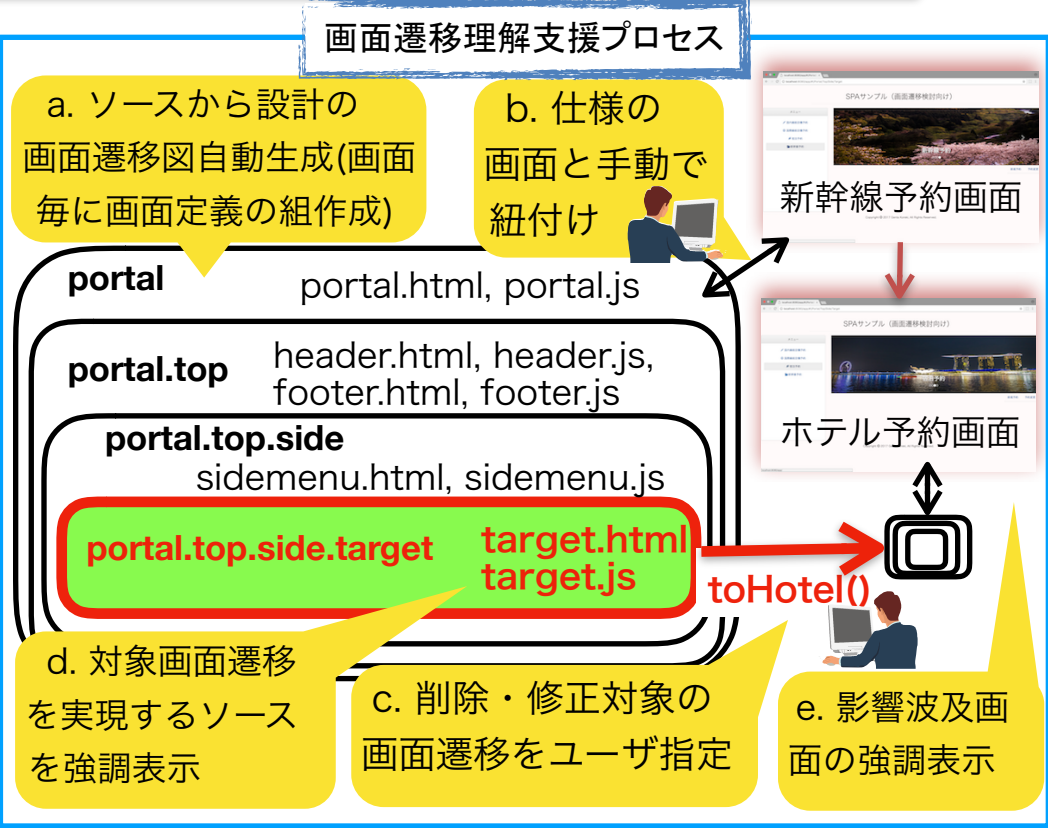 画面遷移理解支援プロセス
a. ソースから設計の
画面遷移図自動生成(画面
毎に画面定義の組作成)
b. 仕様の
画面と手動で
紐付け
SPAサンプル（画面遷移検討向け）
新幹線予約画面
portal
portal.html, portal.js
portal.top
header.html, header.js,
footer.html, footer.js
portal.top.side
sidemenu.html, sidemenu.js
portal.top.side.target
target.html
target.js
SPAサンプル（画面遷移検討向け）
ホテル予約画面
toHotel()
d. 対象画面遷移
を実現するソース
を強調表示
c. 削除・修正対象の
画面遷移をユーザ指定
e. 影響波及画
面の強調表示